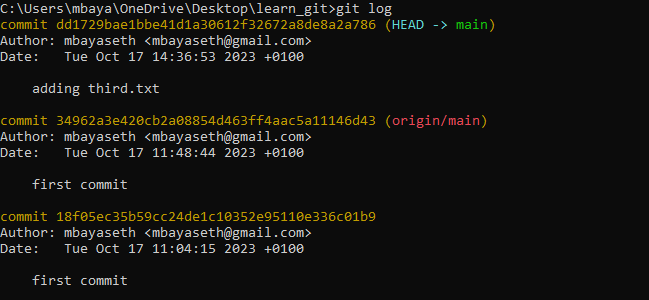 C:\Users\mbaya\OneDrive\Desktop\learn_git>git log
commit dd1729bae1bbe41d1a30612f32672a8de8a2a786 (HEAD -> main)
Author: mbayaseth <mbayaseth@gmail.com>
Date:   Tue Oct 17 14:36:53 2023 +0100
    adding third.txt
commit 34962a3e420cb2a08854d463ff4aac5a11146d43 (origin/main)
Author: mbayaseth <mbayaseth@gmail.com>
Date:   Tue Oct 17 11:48:44 2023 +0100
    first commit
commit 18f05ec35b59cc24de1c10352e95110e336c01b9
Author: mbayaseth <mbayaseth@gmail.com>
Date:   Tue Oct 17 11:04:15 2023 +0100
    first commit